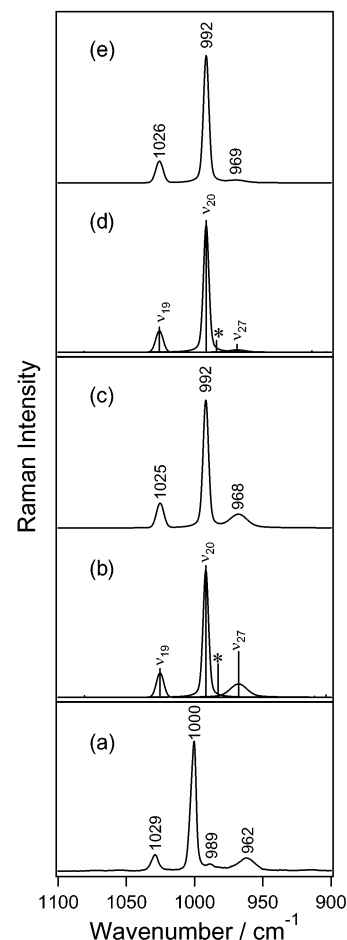 (e)
992
1026
969
(d)
ν20
ν19
*
ν27
(c)
992
1025
968
(b)
ν20
ν19
*
ν27
(a)
1000
1029
989
962
1100 1050 1000 950 900
Wavenumber / cm-1
Raman Intensity